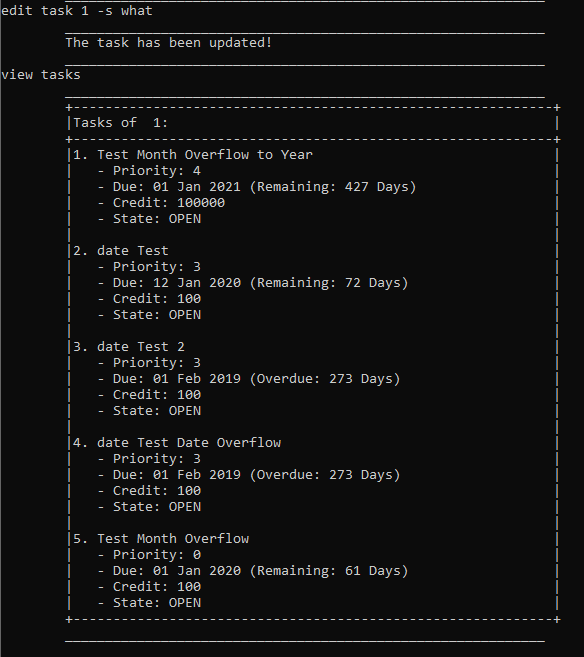 edit task 1 -s what
The task has been updated!
view tasks
Tasks of  1:
1. Test Month Overflow to Year
- Priority: 4
- Due: 01 Jan 2021 (Remaining: 427 Days)
- Credit: 100000
- State: OPEN
2. date Test
- Priority: 3
- Due: 12 Jan 2020 (Remaining: 72 Days)
- Credit: 100
- State: OPEN
3. date Test 2
- Priority: 3
- Due: 01 Feb 2019 (Overdue: 273 Days)
- Credit: 100
- State: OPEN
4. date Test Date Overflow
- Priority: 3
- Due: 01 Feb 2019 (Overdue: 273 Days)
- Credit: 100
- State: OPEN
5. Test Month Overflow
- Priority: 0
- Due: 01 Jan 2020 (Remaining: 61 Days)
- Credit: 100
- State: OPEN